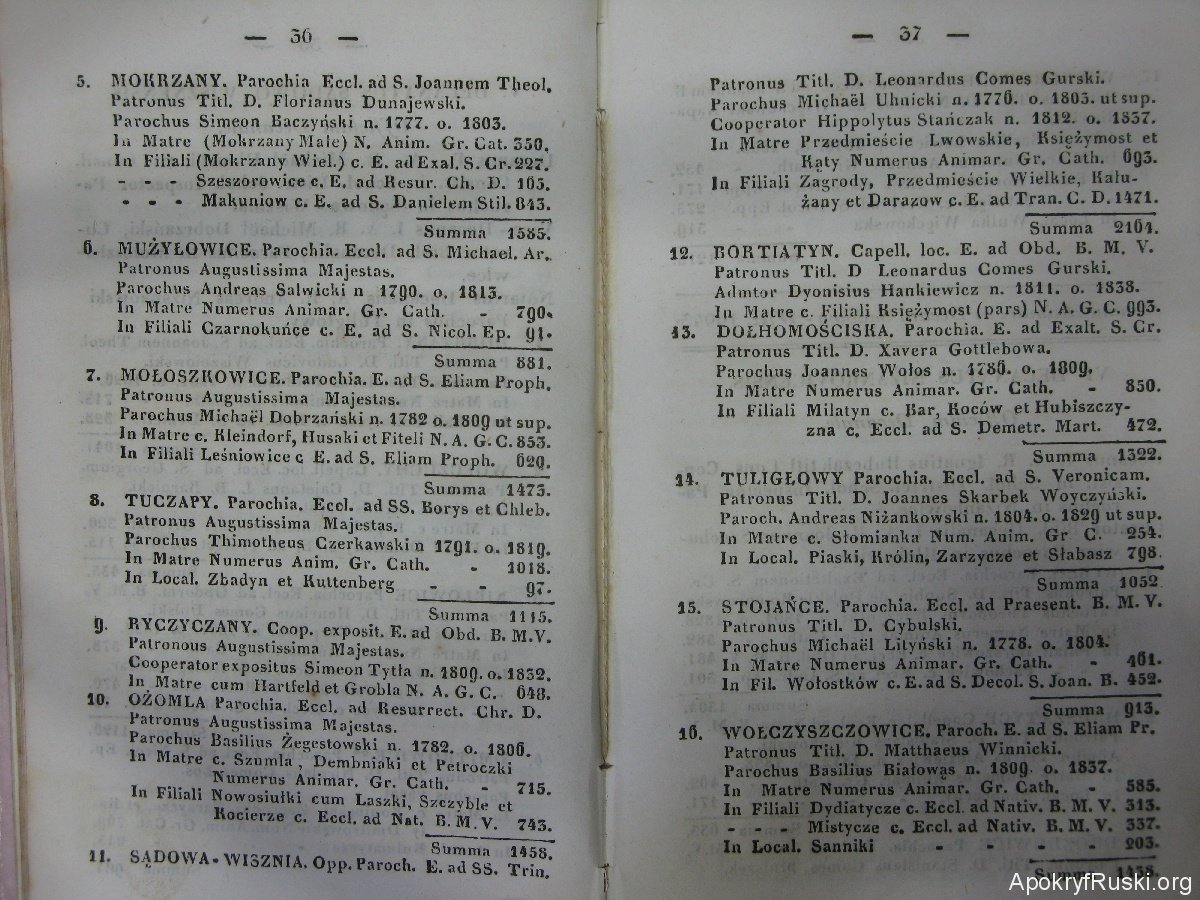 — 36 —
5. MOKRZANY. Parochia Eccl. ad S. Joannem Theol.
Patronus Titl. D. Florianus Dunajewski.
Parochus Simeon Baczyński n. 1777. o. 1803.
In Matre (Mokrzany Małe) N. Anim. Gr. Cat. 350.
In Filiali (Mokrzany Wiel.) c. E. ad Exal. S. Cr. 227.
- - - Szeszorowice c. E. ad Resur. Ch. D. 165.
- - - Makuniow c. E. ad S. Danielem Stil. 843.
Summa 1585.
6. MUŻYŁOWICE. Parochia. Eccl. ad S. Michael. Ar.
Patronus Augustissima Majestas.
Parochus Andreas Salwicki n 1790. o. 1813.
In Matre Numerus Animar. Gr. Cath. - 790.
In Filiali Czarnokuńce c. E. ad S. Nicol. Ep. 91.
Summa 881.
7. MOŁOSZKOWICE. Parochia. E. ad S. Eliam Proph.
Patronus Augustissima Majestas.
Parochus Michaël Dobrzański n. 1782 o. 1809 ut sup.
In Matre c. Kleindorf, Husaki et Fiteli N. A. G. C. 853.
In Filiali Leśniowice c E. ad S. Eliam Proph. 620.
Summa 1473.
8. TUCZAPY. Parochia. Eccl. ad SS. Borys et Chleb.
Patronus Augustissima Majestas.
Parochus Thimotheus Czerkawski n 1791. o. 1819.
In Matre Numerus Anim. Gr. Cath. - 1018.
In Local. Zbadyn et Kuttenberg - - 97.
Summa 1115.
9. RYCZYCZANY. Coop. exposit. E. ad Obd. B. M. V.
Patronous Augustissima Majestas.
Cooperator expositus Simeon Tytła n. 1809. o. 1832.
In Matre cum Hartfeld et Grobla N. A. G. C. 648.
10. OŻOMLA Parochia. Eccl. ad Resurrect. Chr. D.
Patronus Augustissima Majestas.
Parochus Basilius Żegestowski n. 1782. o. 1806.
In Matre c. Szumla, Dembniaki et Petroczki
Numerus Animar. Gr. Cath. - 715.
In Filiali Nowosiułki cum Laszki, Szczyble et
Kocierze c. Eccl. ad Nat. B. M. V. 743.
Summa 1458.
11. SĄDOWA-WISZNIA. Opp. Paroch. E. ad SS. Trin.
— 37 —
Patronus Titl. D. Leonardus Comes Gurski.
Parochus Michaël Uhnicki n. 1776. o. 1803. ut sup.
Cooperator Hippolytus Stańczak n. 1812. o. 1837.
In Matre Przedmieście Lwowskie, Księżymost et
Kąty Numerus Animar. Gr. Cath. 693.
In Filiali Zagrody, Przedmieście Wielkie, Kału-
żany et Darazow c. E. ad Tran. C. D. 1471.
Summa 2164.
12. BORTIATYN. Capell. loc. E. ad Obd. B. M. V.
Patronus Titl. D Leonardus Comes Gurski.
Admtor Dyonisius Hankiewicz n. 1811. o. 1838.
In Matre c. Filiali Księżymost (pars) N. A. G. C. 993.
13. DOŁHOMOŚCISKA. Parochia. E. ad Exalt. S. Cr.
Patronus Titl. D. Xavera Gottlebowa.
Parochus Joannes Wołos n. 1786. o. 1809.
In Matre Numerus Animar. Gr. Cath. - 850.
In Filiali Milatyn c. Bar, Koców et Hubiszczy-
zna c. Eccl. ad S. Demetr. Mart. 472.
Summa 1322.
14. TULIGŁOWY Parochia. Eccl. ad S. Veronicam.
Patronus Titl. D. Joannes Skarbek Woyczyński.
Paroch. Andreas Niżankowski n. 1804. o. 1829 ut sup.
In Matre c. Słomianka Num. Anim. Gr C. 254.
In Local. Piaski, Królin, Zarzycze et Słabasz 798.
Summa 1052
15. STOJAŃCE. Parochia. Eccl. ad Praesent. B. M. V.
Patronus Titl. D. Cybulski.
Parochus Michaël Lityński n. 1778. o. 1804.
In Matre Numerus Animar. Gr. Cath. - 461.
In Fil. Wołostków c. E. ad S. Decol. S. Joan. B. 452.
Summa 913.
16. WOŁCZYSZCZOWICE. Paroch. E. ad S. Eliam Pr.
Patronus Titl. D. Matthaeus Winnicki.
Parochus Basilius Białowąs n. 1809. o. 1837.
In Matre Numerus Animar. Gr. Cath. - 585.
In Filiali Dydiatycze c. Eccl. ad Nativ. B. M. V. 313.
- - - Mistycze c. Eccl. ad Nativ. B. M. V. 337.
In Local. Sanniki - - - - 203.
Summa 1438.
ApokryfRuski.org